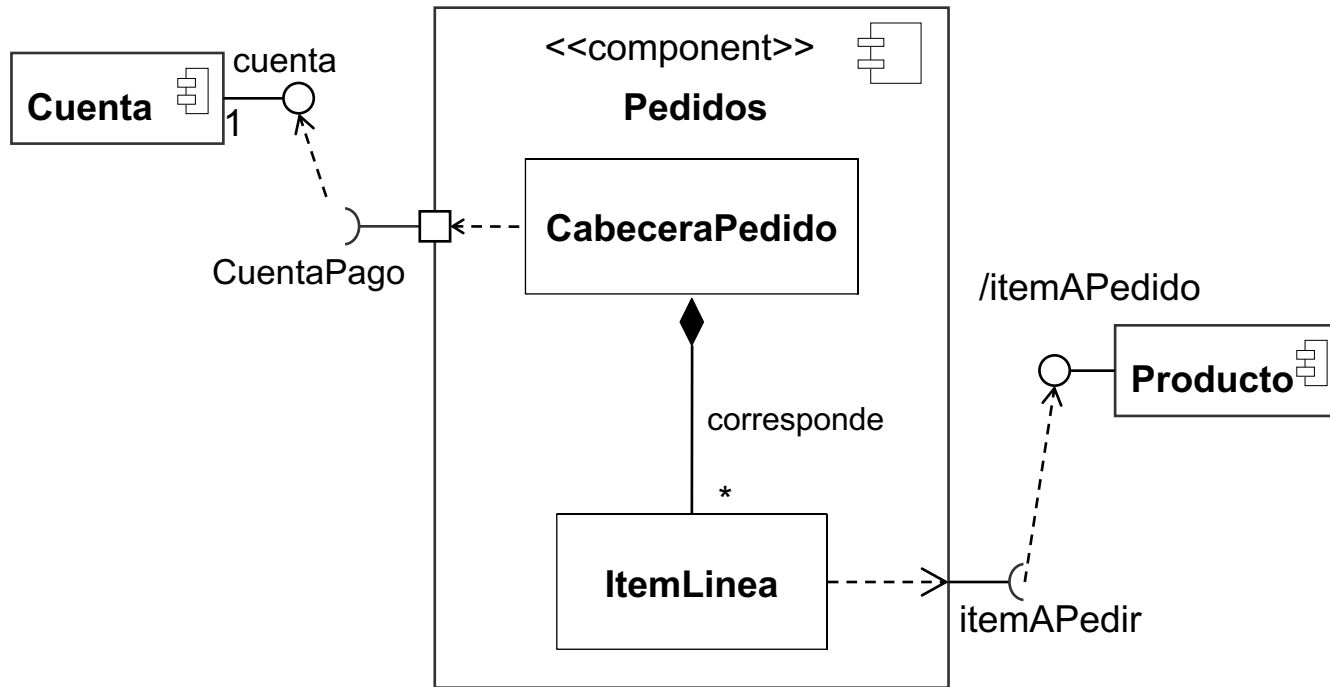 <<component>>
Pedidos
cuenta
Cuenta
1
CuentaPago
CabeceraPedido
/itemAPedido
Producto
corresponde
*
ItemLinea
itemAPedir